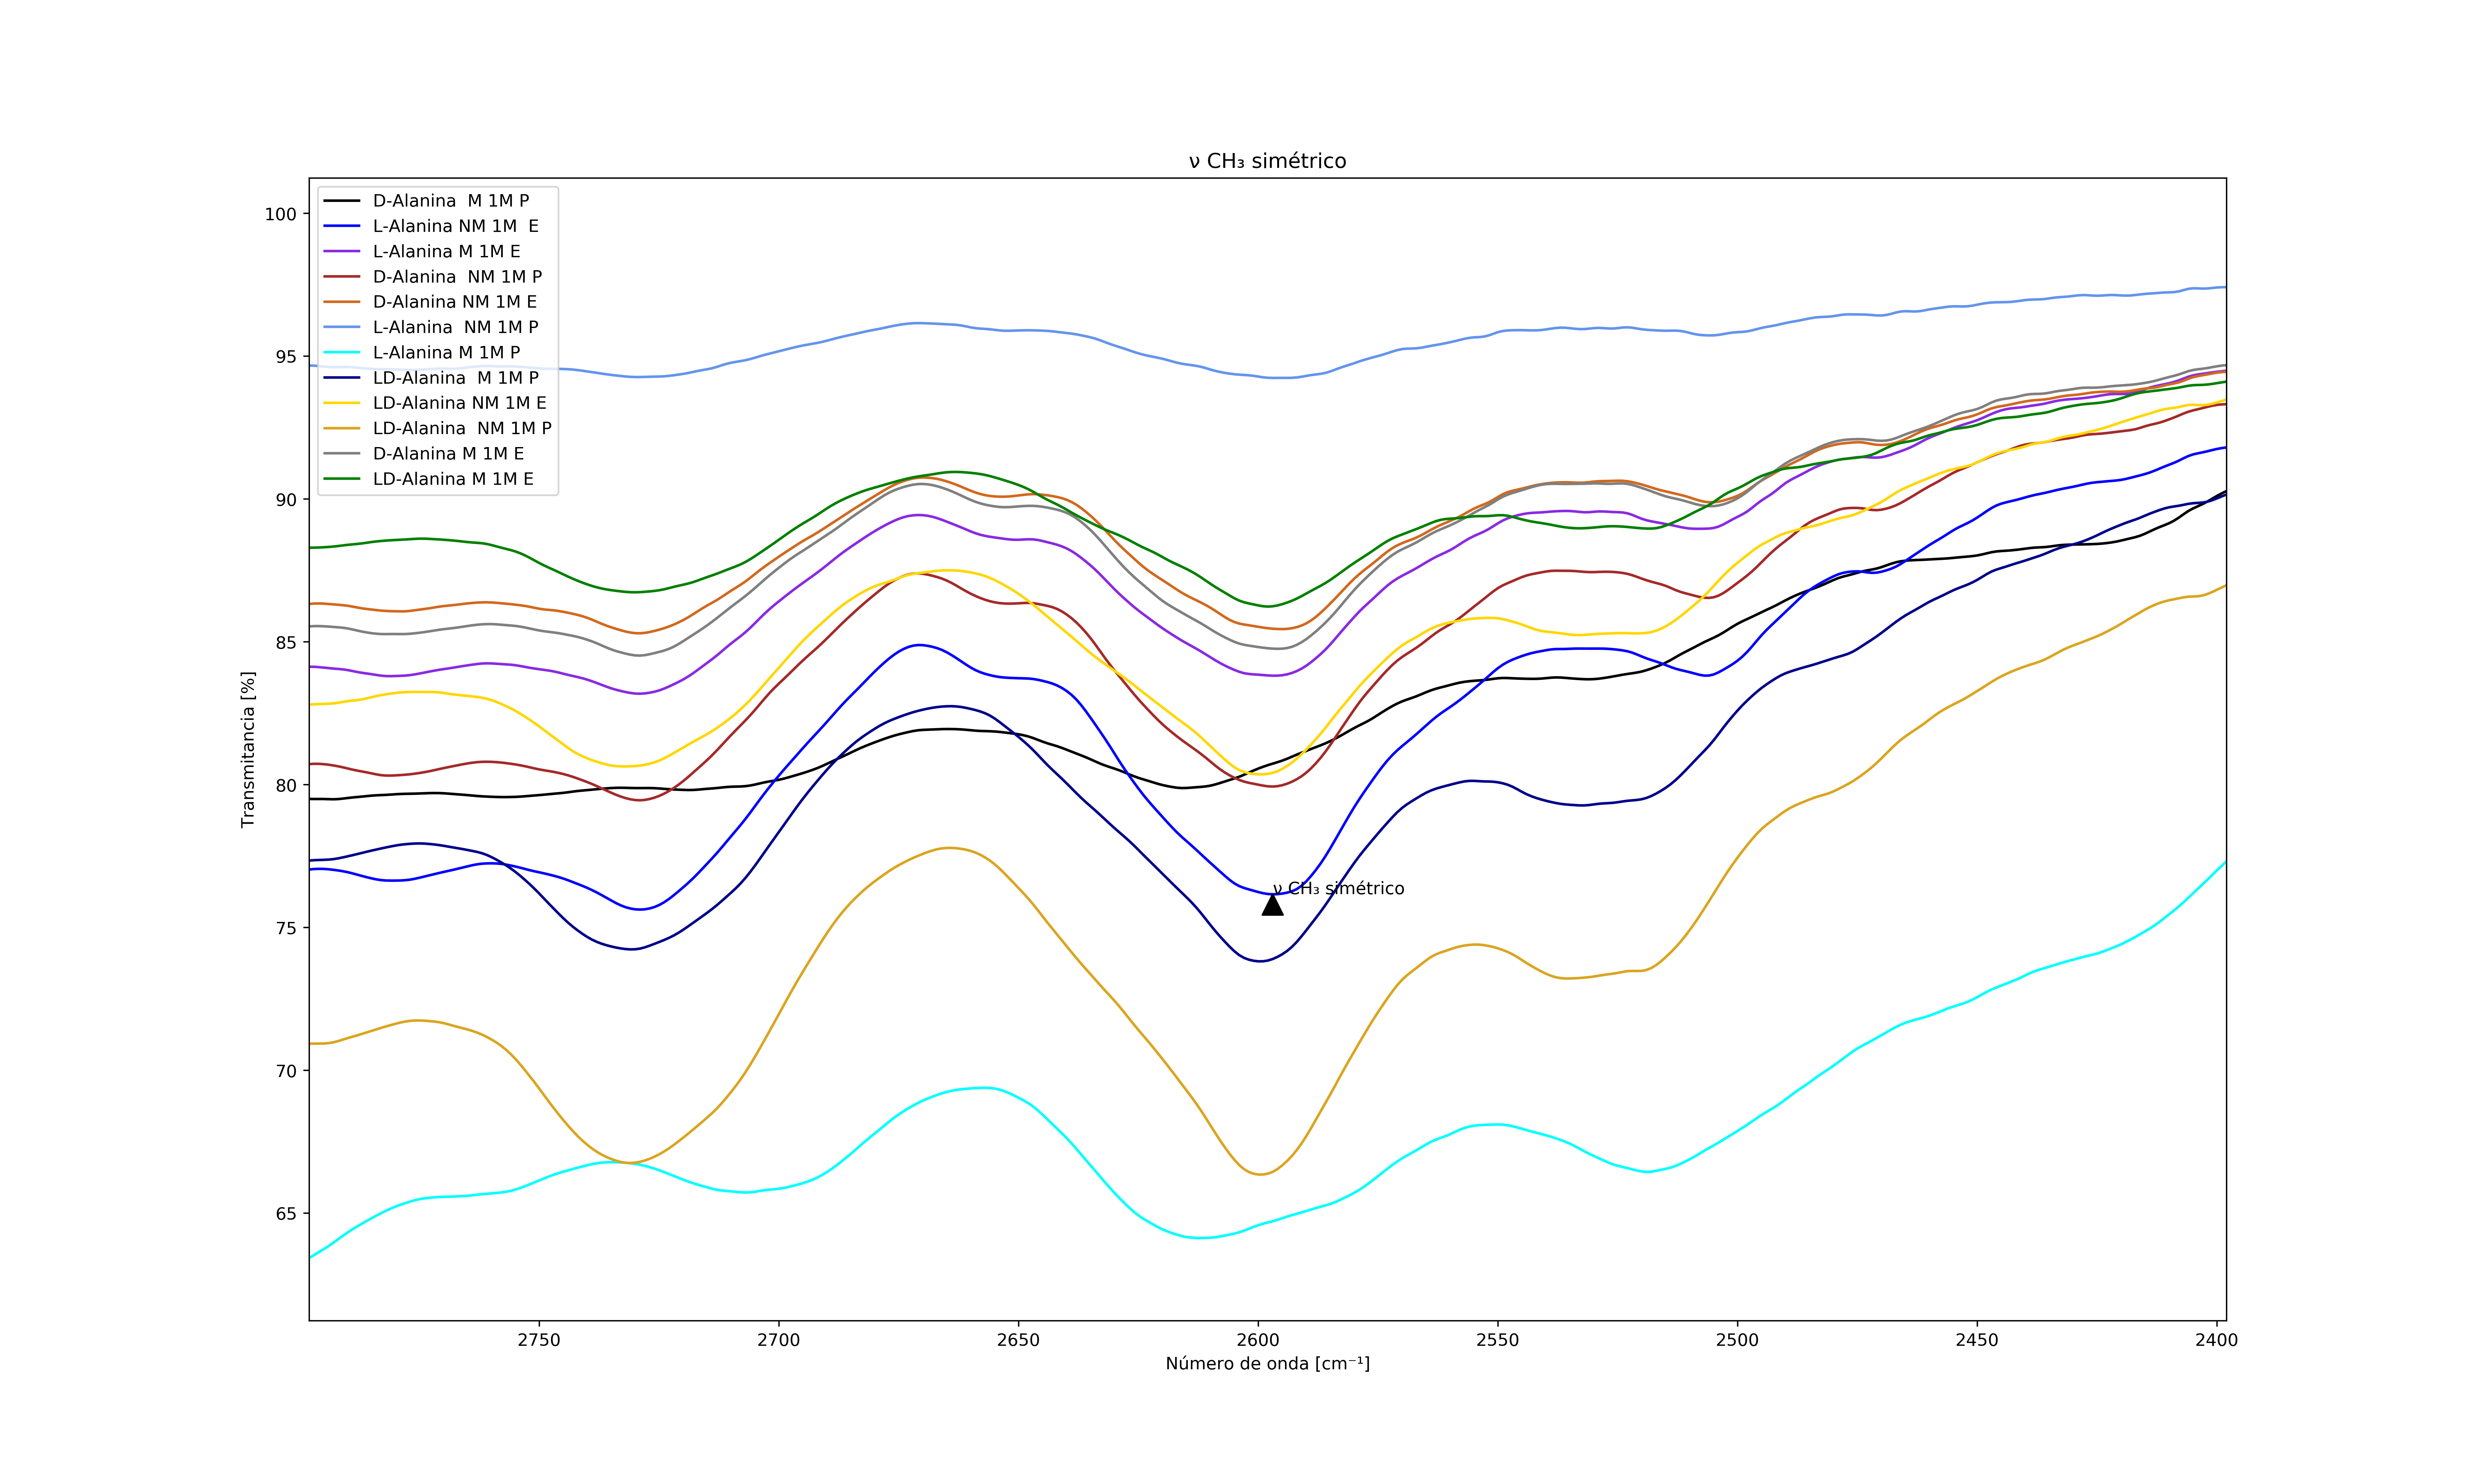 ν CH₃ simétrico
D-Alanina  M 1M P
L-Alanina NM 1M  E
L-Alanina M 1M E
D-Alanina  NM 1M P
D-Alanina NM 1M E
L-Alanina  NM 1M P
L-Alanina M 1M P
LD-Alanina  M 1M P
LD-Alanina NM 1M E
LD-Alanina  NM 1M P
D-Alanina M 1M E
LD-Alanina M 1M E
100
95
90
85
80
75
70
65
Transmitancia [%]
ν CH₃ simétrico
2750 2700 2650 2600 2550 2500 2450 2400
Número de onda [cm⁻¹]